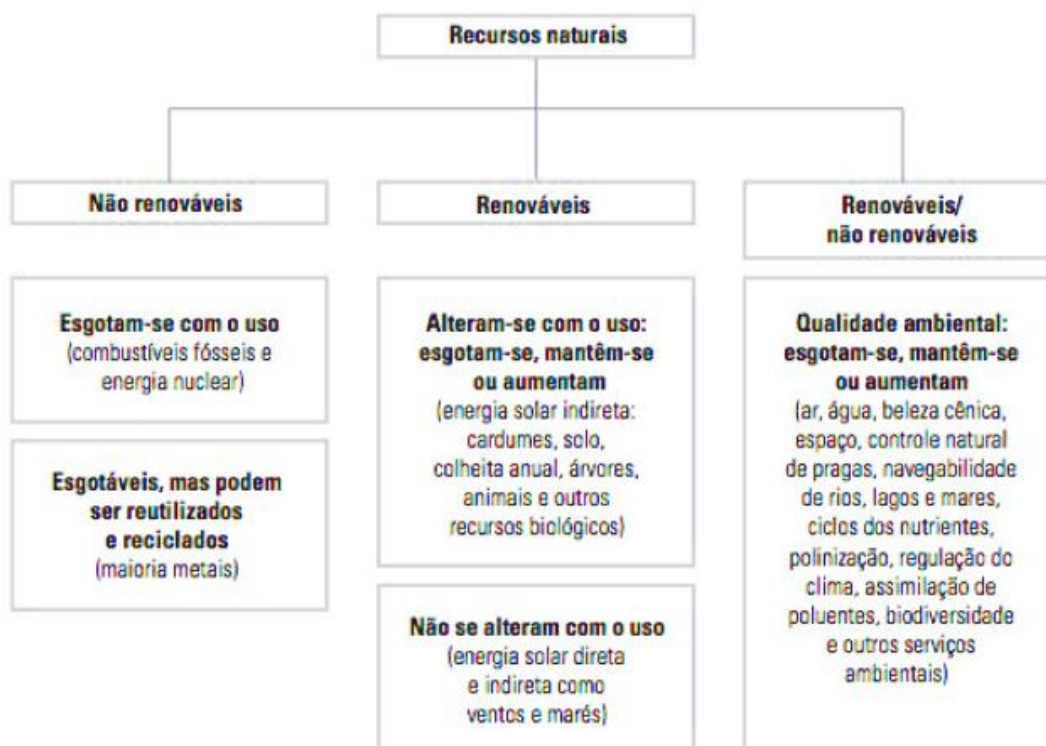 Recursos naturais
Não renováveis
Esgotam-se com o uso
(combustíveis fósseis e
energia nuclear)
Esgotáveis, mas podem
ser reutilizados
e reciclados
(maioria metais)
Renováveis
Alteram-se com o uso:
esgotam-se, mantêm-se
ou aumentam
(energia solar indireta:
cardumes, solo,
colheita anual, árvores,
animais e outros
recursos biológicos)
Não se alteram com o uso
(energia solar direta
e indireta como
ventos e marés)
Renováveis/
não renováveis
Qualidade ambiental:
esgotam-se, mantêm-se
ou aumentam
(ar, água, beleza cênica,
espaço, controle natural
de pragas, navegabilidade
de rios, lagos e mares,
ciclos dos nutrientes,
polinização, regulação do
clima, assimilação de
poluentes, biodiversidade
e outros serviços
ambientais)